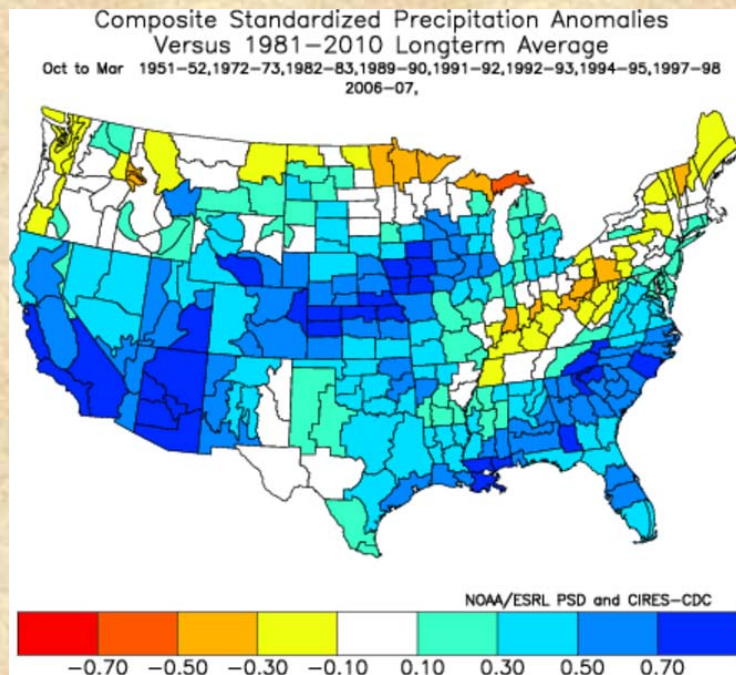 Composite Standardized Precipitation Anomalies
Versus 1981−2010 Longterm Average
Oct to Mar 1951−52,1972−73,1982−83,1989−90,1991−92,1992−93,1994−95,1997−98
2006−07,
NOAA/ESRL PSD and CIRES−CDC
−0.70 −0.50 −0.30 −0.10 0.10 0.30 0.50 0.70